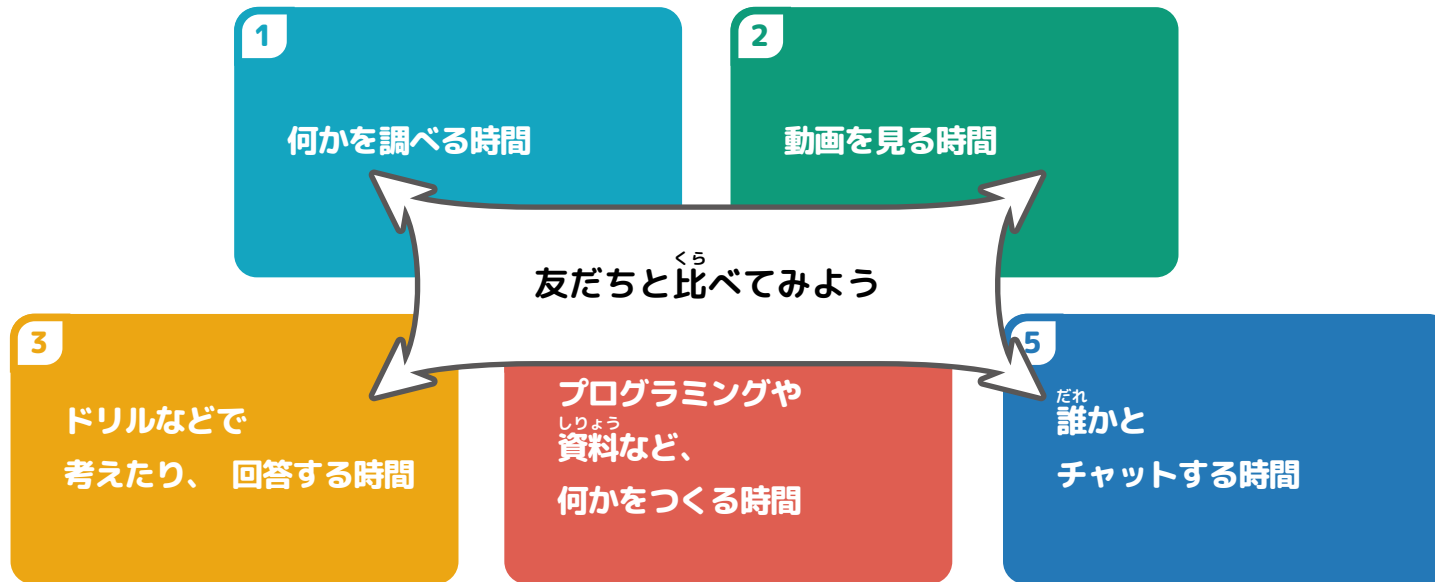 1
何かを調べる時間
2
動画を見る時間
くら
友だちと比べてみよう
3
ドリルなどで
考えたり、 回答する時間
プログラミングや
しりょう
資料など、
何かをつくる時間
5
だれ
誰かと
チャットする時間